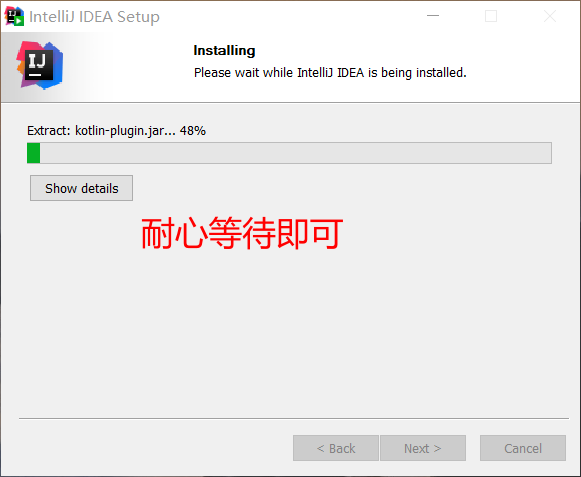 IntelliJ IDEA Setup
IJ
Installing
Please wait while IntelliJ IDEA is being installed.
Extract: kotlin-plugin.jar... 48%
Show details
耐心等待即可
< Back
Next >
Cancel